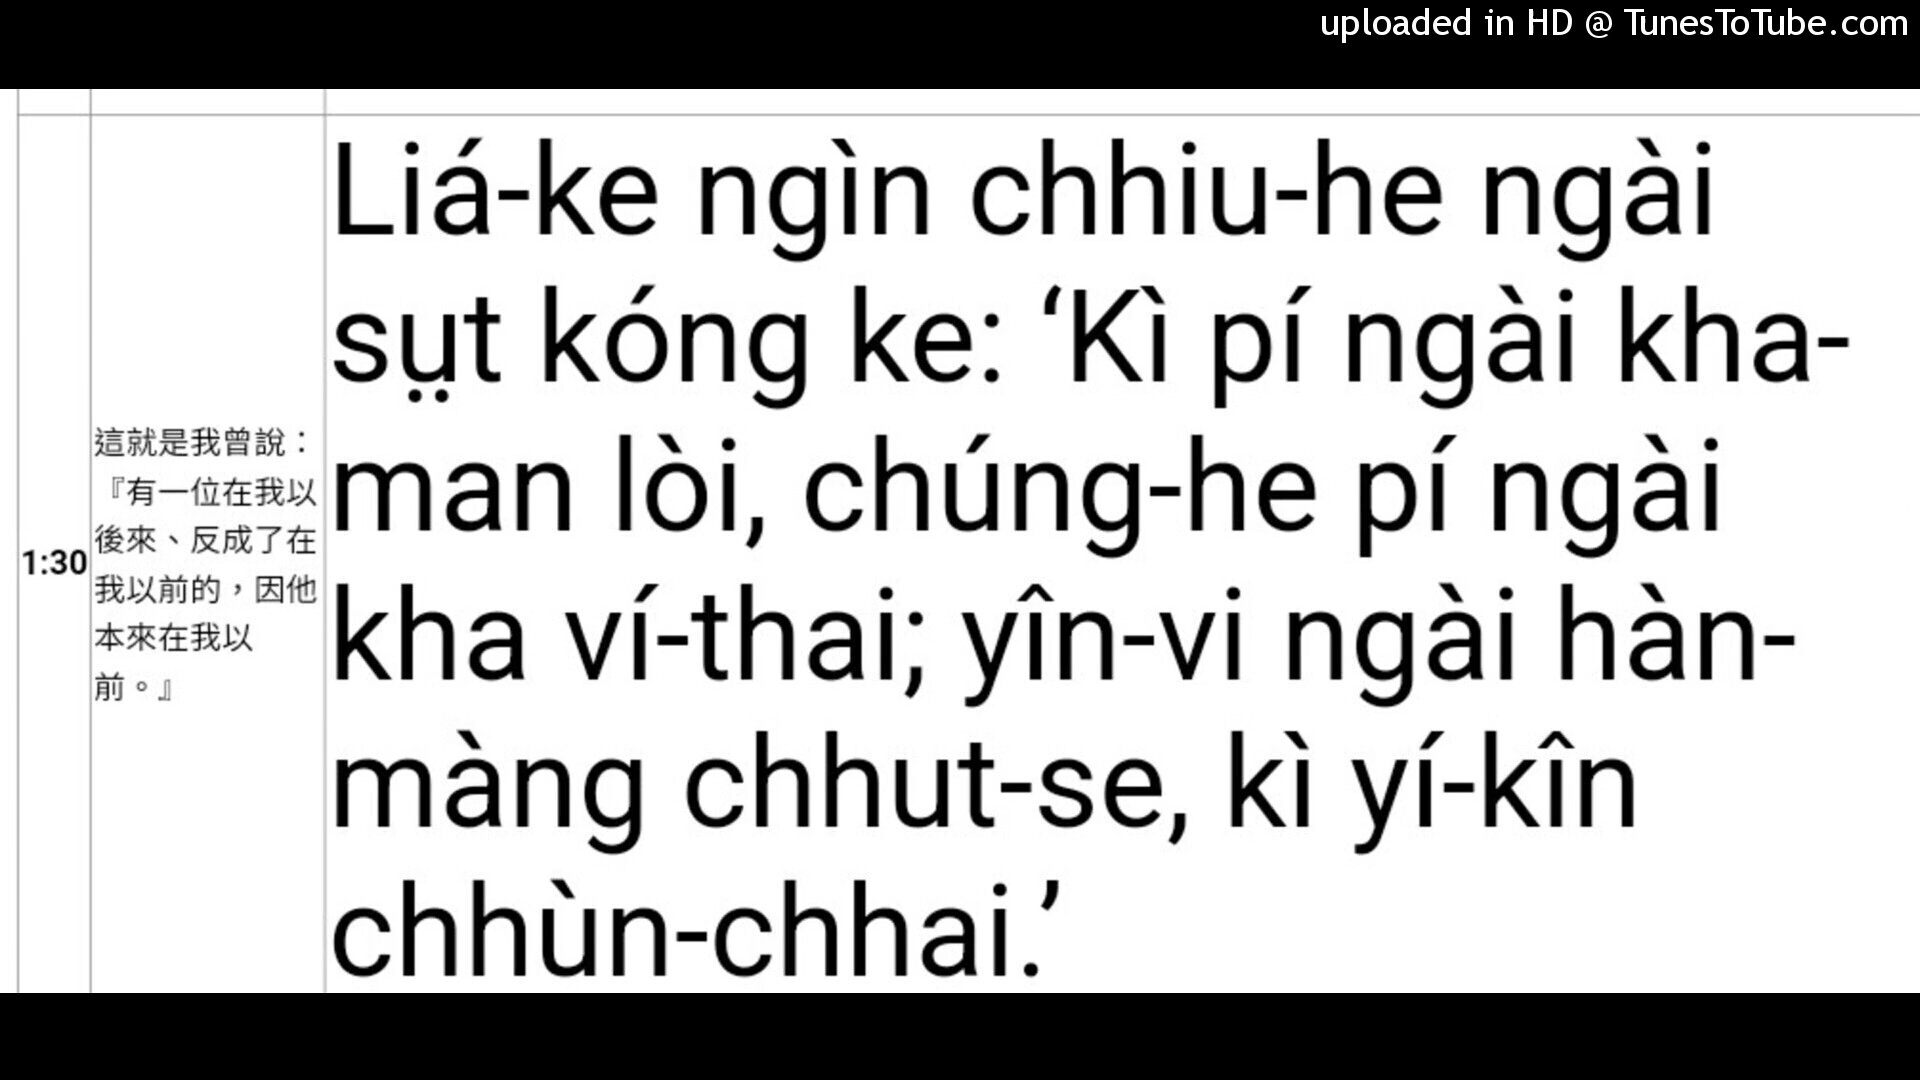 uploaded in HD @ TunesToTube.com
1:30
這就是我曾說：
『有一位在我以
後來、反成了在
我以前的，因他
本來在我以
前。』
Liá-ke ngìn chhiu-he ngài
sṳt kóng ke: ‘Kì pí ngài kha-
man lòi, chúng-he pí ngài
kha ví-thai; yîn-vi ngài hàn-
màng chhut-se, kì yí-kîn
chhùn-chhai.’